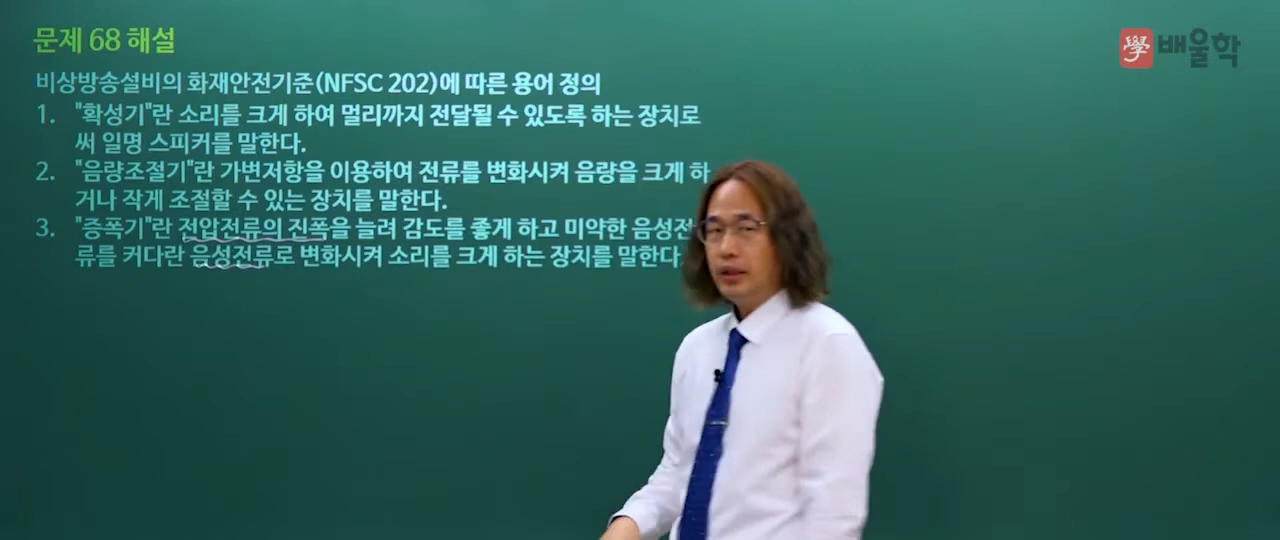 문제 68 해설
學 배울학
비상방송설비의 화재안전기준(NFSC 202)에 따른 용어 정의
1. "확성기"란 소리를 크게 하여 멀리까지 전달될 수 있도록 하는 장치로
써 일명 스피커를 말한다.
2. "음량조절기"란 가변저항을 이용하여 전류를 변화시켜 음량을 크게 하
거나 작게 조절할 수 있는 장치를 말한다.
3. "증폭기"란 전압전류의 진폭을 늘려 감도를 좋게 하고 미약한 음성전
류를 커다란 음성전류로 변화시켜 소리를 크게 하는 장치를 말한다